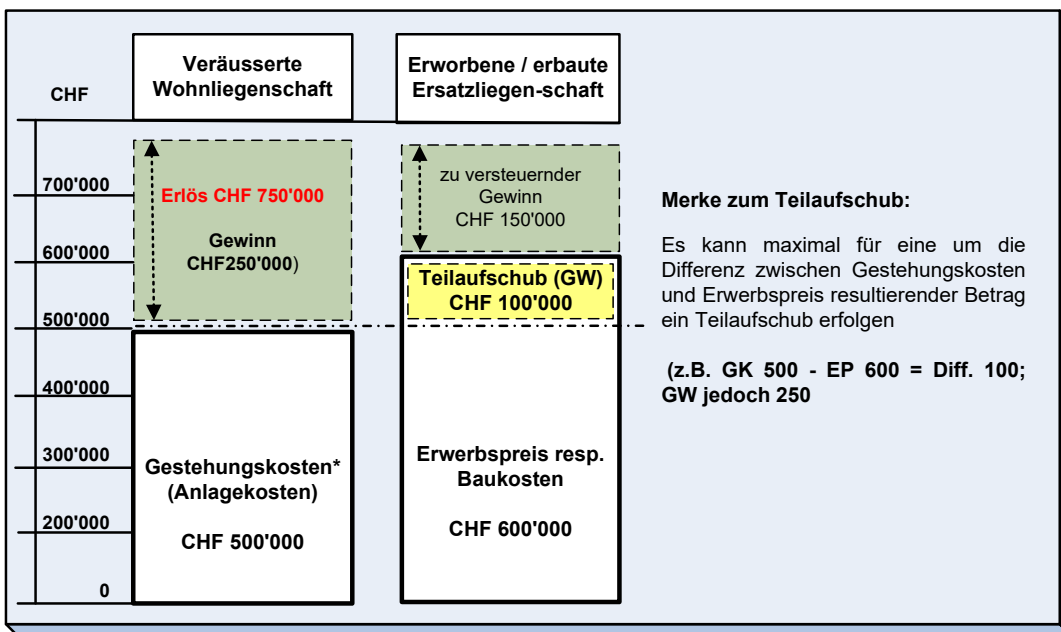 CHF
Veräusserte
Wohnliegenschaft
Erworbene / erbaute
Ersatzliegen-schaft
700'000
600'000
500'000
400'000
300'000
200'000
0
Erlös CHF 750'000
Gewinn
CHF250'000)
Gestehungskosten*
(Anlagekosten)
CHF 500'000
zu versteuernder
Gewinn
CHF 150'000
Teilaufschub (GW)
CHF 100'000
Erwerbspreis resp.
Baukosten
CHF 600'000
Merke zum Teilaufschub:
Es kann maximal für eine um die
Differenz zwischen Gestehungskosten
und Erwerbspreis resultierender Betrag
ein Teilaufschub erfolgen
(z.B. GK 500 - EP 600 = Diff. 100;
GW jedoch 250